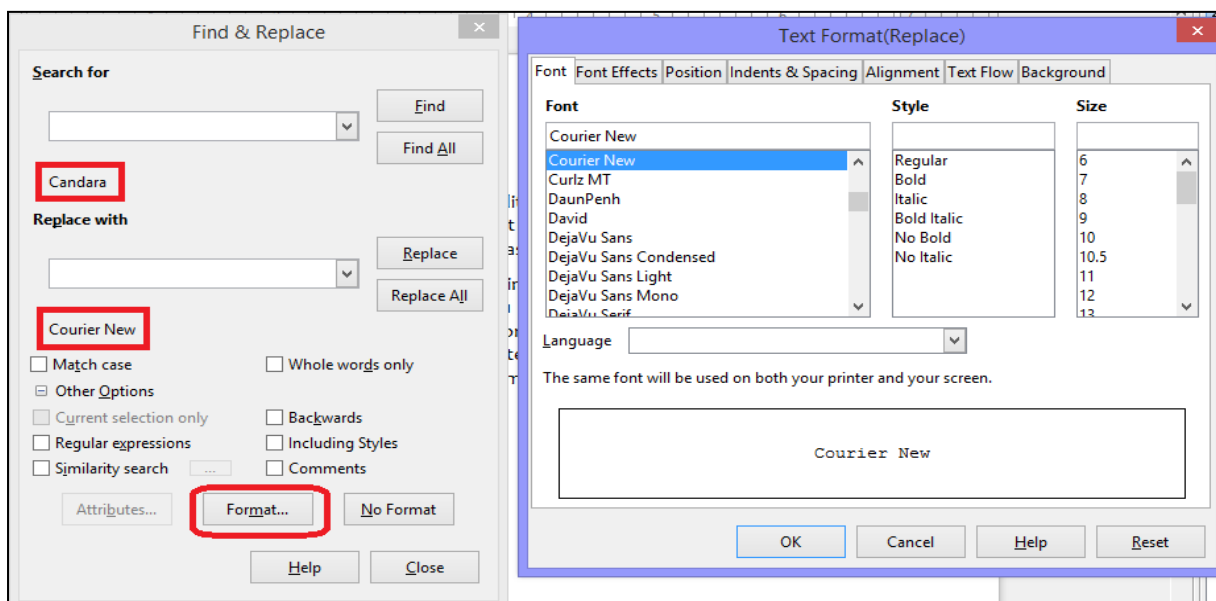 Find & Replace
Search for
Find
Find All
Candara
Replace with
Replace
Replace All
Courier New
Match case
Whole words only
Other Options
Current selection only
Backwards
Regular expressions
Including Styles
Similarity search
...
Comments
Attributes...
Format...
No Format
Help
Close
Text Format(Replace)
Font
Font Effects
Position
Indents & Spacing
Alignment
Text Flow
Background
Font
Style
Size
Courier New
Courier New
Curlz MT
DaunPenh
David
DejaVu Sans
DejaVu Sans Condensed
DejaVu Sans Light
DejaVu Sans Mono
DejaVu Serif
Regular
Bold
Italic
Bold Italic
No Bold
No Italic
6
7
8
9
10
10.5
11
12
13
Language
The same font will be used on both your printer and your screen.
Courier New
OK
Cancel
Help
Reset